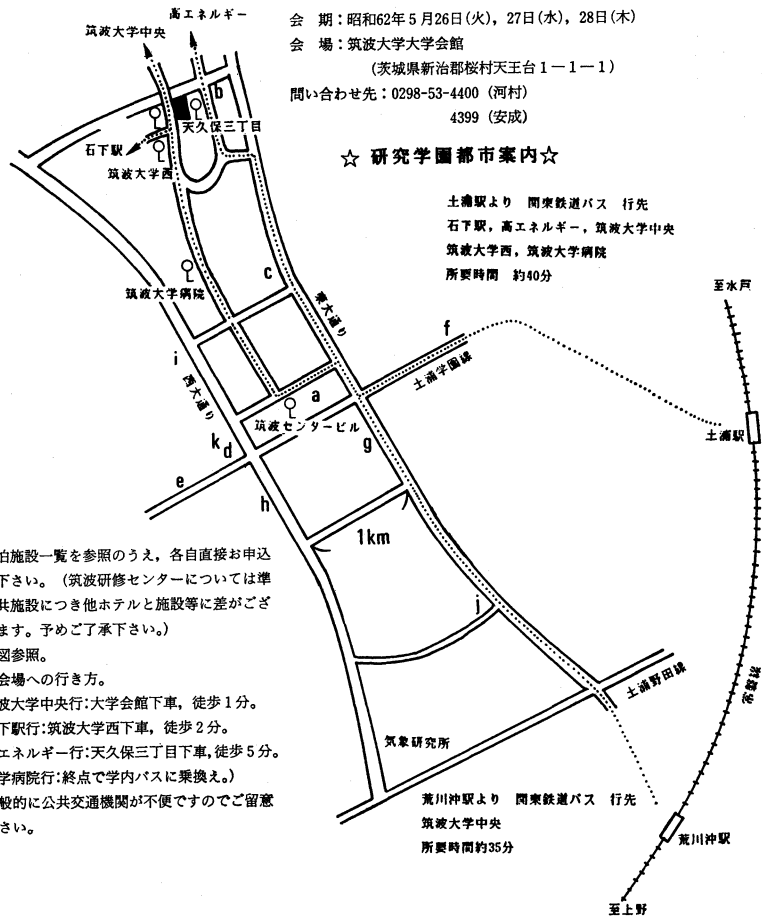 高エネルギー
筑波大学中央
会 期：昭和62年5月26日(火)，27日(水)，28日(木)
会 場：筑波大学大学会館
(茨城県新治郡桜村天王台1－1－1)
問い合わせ先：0298-53-4400 (河村)
4399 (安成)
☆ 研究学園都市案内☆
土浦駅より 関東鉄道バス 行先
石下駅，高エネルギー，筑波大学中央
筑波大学西，筑波大学病院
所要時間 約40分
b
天久保三丁目
石下駅
筑波大学西
筑波大学病院
c
東大通り
f
土浦学園線
至水戸
土浦駅
i
西大通り
a
筑波センタービル
k
d
g
e
h
1km
j
土浦野田線
常磐線
気象研究所
荒川沖駅より 関東鉄道バス 行先
筑波大学中央
所要時間約35分
荒川沖駅
至上野
泊施設一覧を参照のうえ，各自直接お申込
下さい。（筑波研修センターについては準
共施設につき他ホテルと施設等に差がござ
ます。予めご了承下さい。）
図参照。
会場への行き方。
波大学中央行：大学会館下車，徒歩1分。
下駅行：筑波大学西下車，徒歩2分。
エネルギー行：天久保三丁目下車，徒歩5分。
学病院行：終点で学内バスに乗換え。）
般的に公共交通機関が不便ですのでご留意
さい。